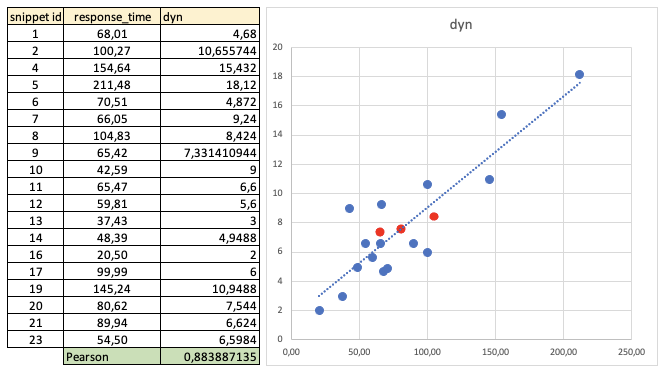 snippet id response_time dyn
1 68,01 4,68
2 100,27 10,655744
4 154,64 15,432
5 211,48 18,12
6 70,51 4,872
7 66,05 9,24
8 104,83 8,424
9 65,42 7,331410944
10 42,59 9
11 65,47 6,6
12 59,81 5,6
13 37,43 3
14 48,39 4,9488
16 20,50 2
17 99,99 6
19 145,24 10,9488
20 80,62 7,544
21 89,94 6,624
23 54,50 6,5984
Pearson 0,883887135
dyn
20
18
16
14
12
10
8
6
4
2
0
0,00 50,00 100,00 150,00 200,00 250,00